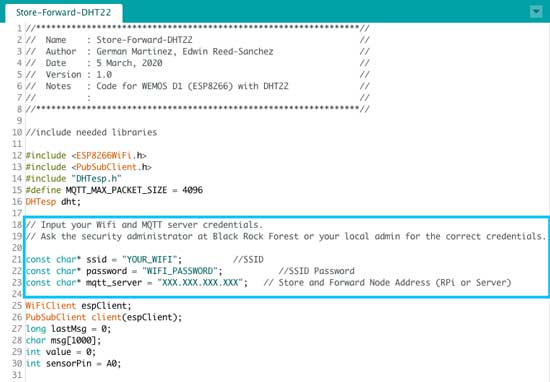 Store-Forward-DHT22
1 //****************************************************************//
2 // Name : Store-Forward-DHT22 //
3 // Author : German Martinez, Edwin Reed-Sanchez //
4 // Date : 5 March, 2020 //
5 // Version : 1.0 //
6 // Notes : Code for WEMOS D1 (ESP8266) with DHT22 //
7 // : //
8 //****************************************************************//
9
10 //include needed libraries
11
12 #include <ESP8266WiFi.h>
13 #include <PubSubClient.h>
14 #include "DHTesp.h"
15 #define MQTT_MAX_PACKET_SIZE = 4096
16 DHTesp dht;
17
18 // Input your Wifi and MQTT server credentials.
19 // Ask the security administrator at Black Rock Forest or your local admin for the correct credentials.
20
21 const char* ssid = "YOUR_WIFI"; //SSID
22 const char* password = "WIFI_PASSWORD"; //SSID Password
23 const char* mqtt_server = "XXX.XXX.XXX.XXX"; // Store and Forward Node Address (RPi or Server)
24
25 WiFiClient espClient;
26 PubSubClient client(espClient);
27 long lastMsg = 0;
28 char msg[1000];
29 int value = 0;
30 int sensorPin = A0;
31